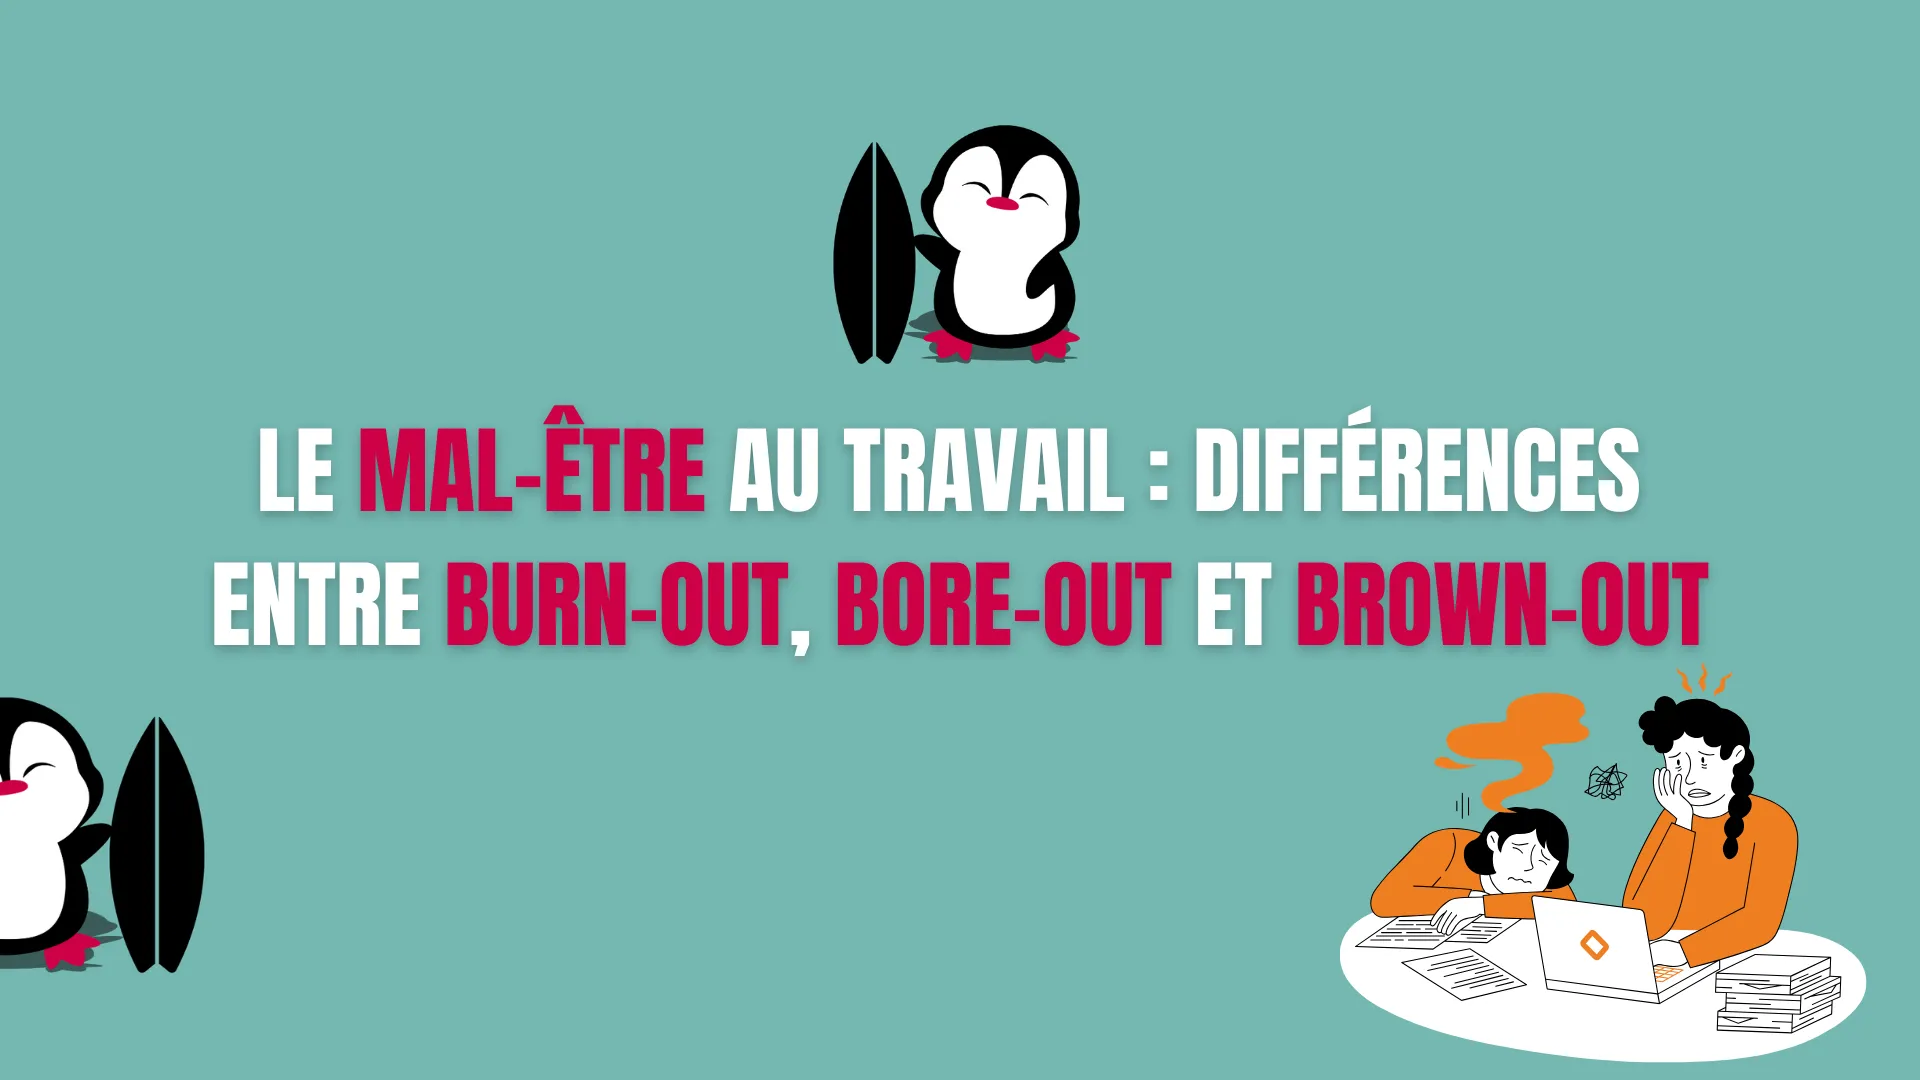 LE MAL-ÊTRE AU TRAVAIL : DIFFÉRENCES
ENTRE BURN-OUT, BORE-OUT ET BROWN-OUT